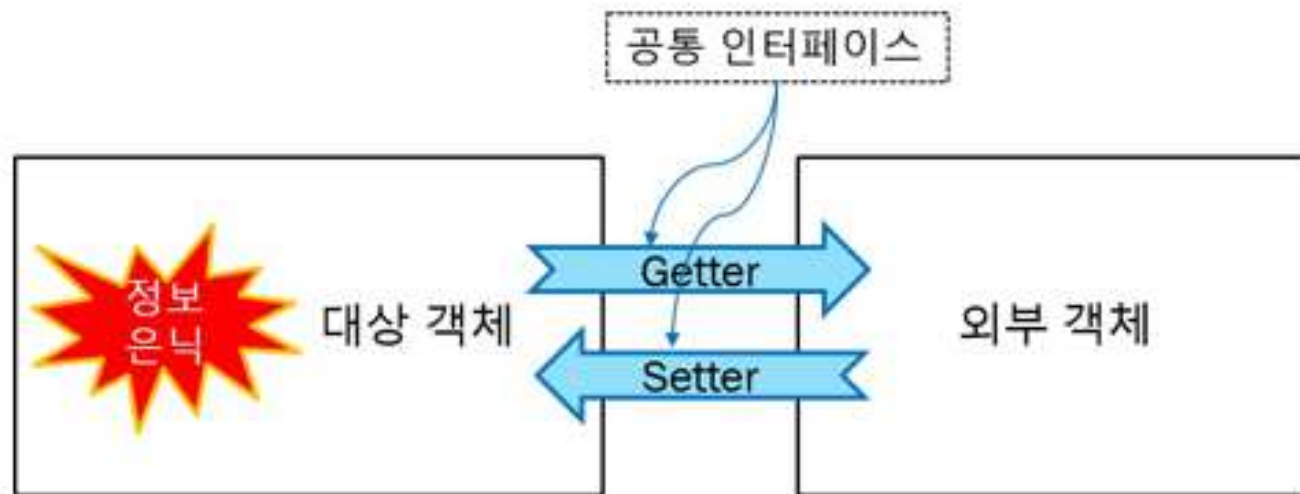 공통 인터페이스
정보
은닉
대상 객체
Getter
Setter
외부 객체